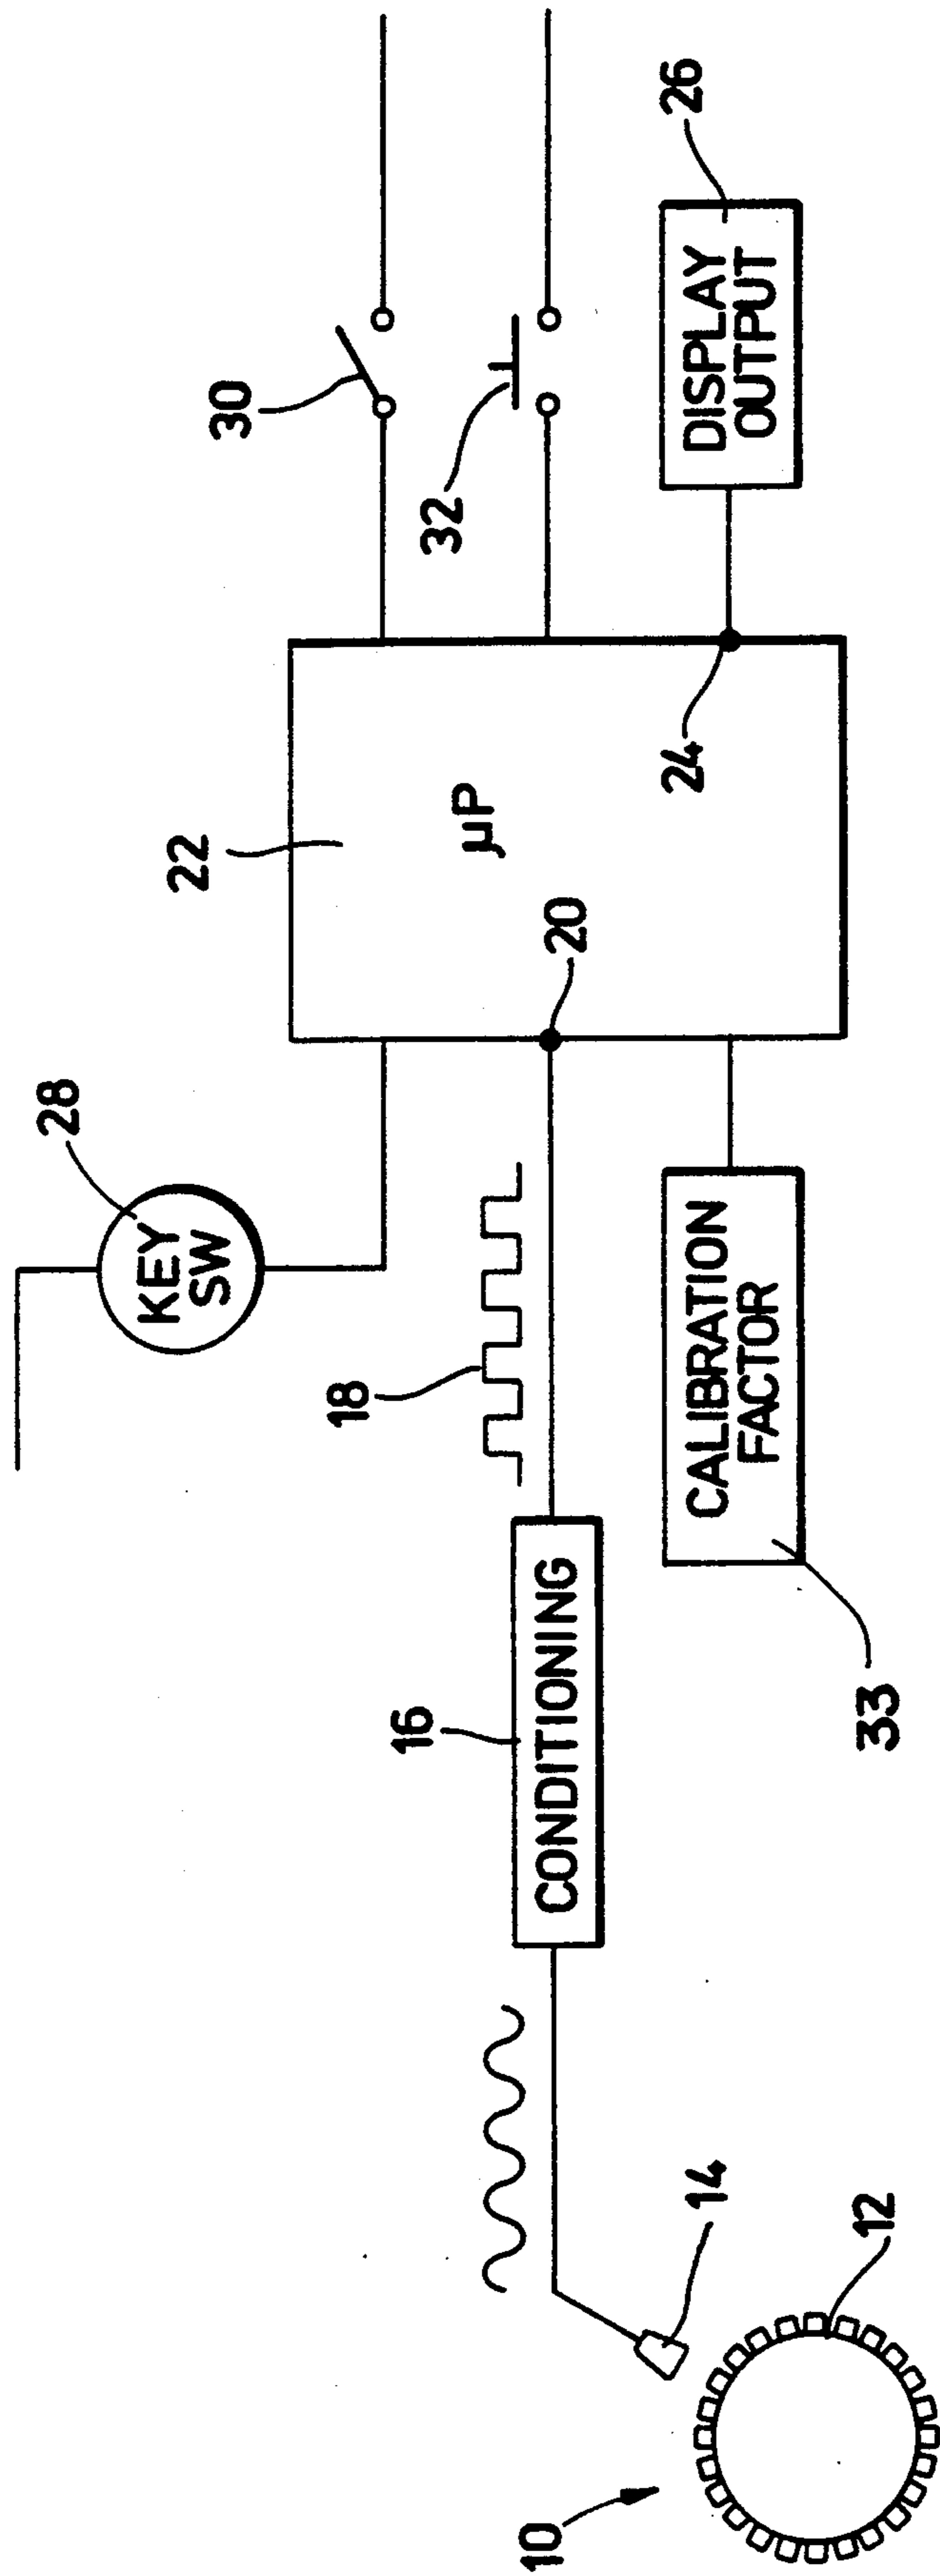 28
KEY
SW
22
30
18
16
32
µP
20
CONDITIONING
24
14
CALIBRATION
FACTOR
DISPLAY
OUTPUT
26
10
12
33